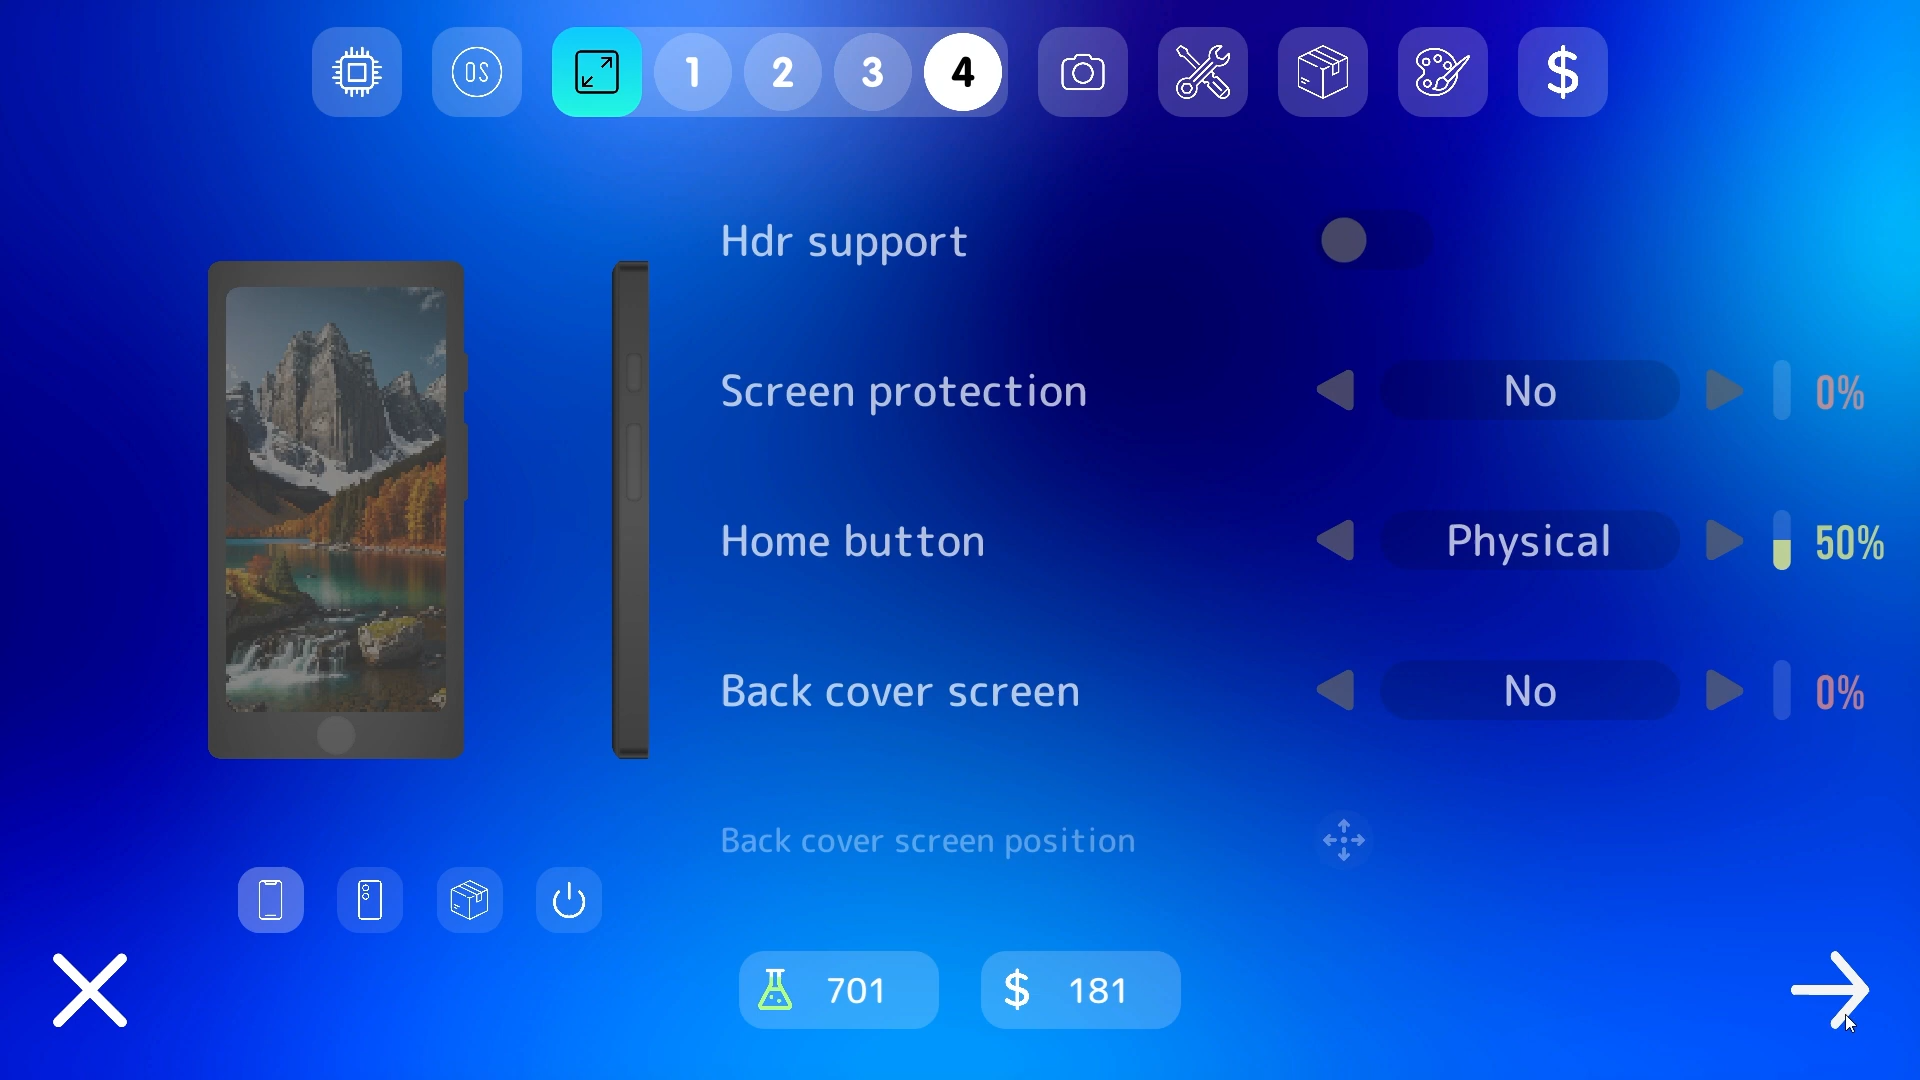 OS
1
2
3
4
$
Hdr support
Screen protection
No
0%
Home button
Physical
50%
Back cover screen
No
0%
Back cover screen position
701
$ 181